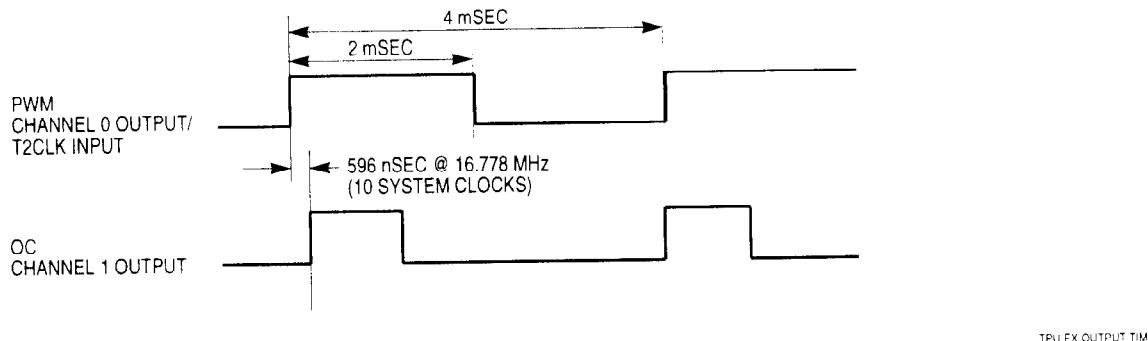 4 mSEC
2 mSEC
PWM
CHANNEL 0 OUTPUT/
T2CLK INPUT
596 nSEC @ 16.778 MHz
(10 SYSTEM CLOCKS)
OC
CHANNEL 1 OUTPUT
TPU EX OUTPUT TIM